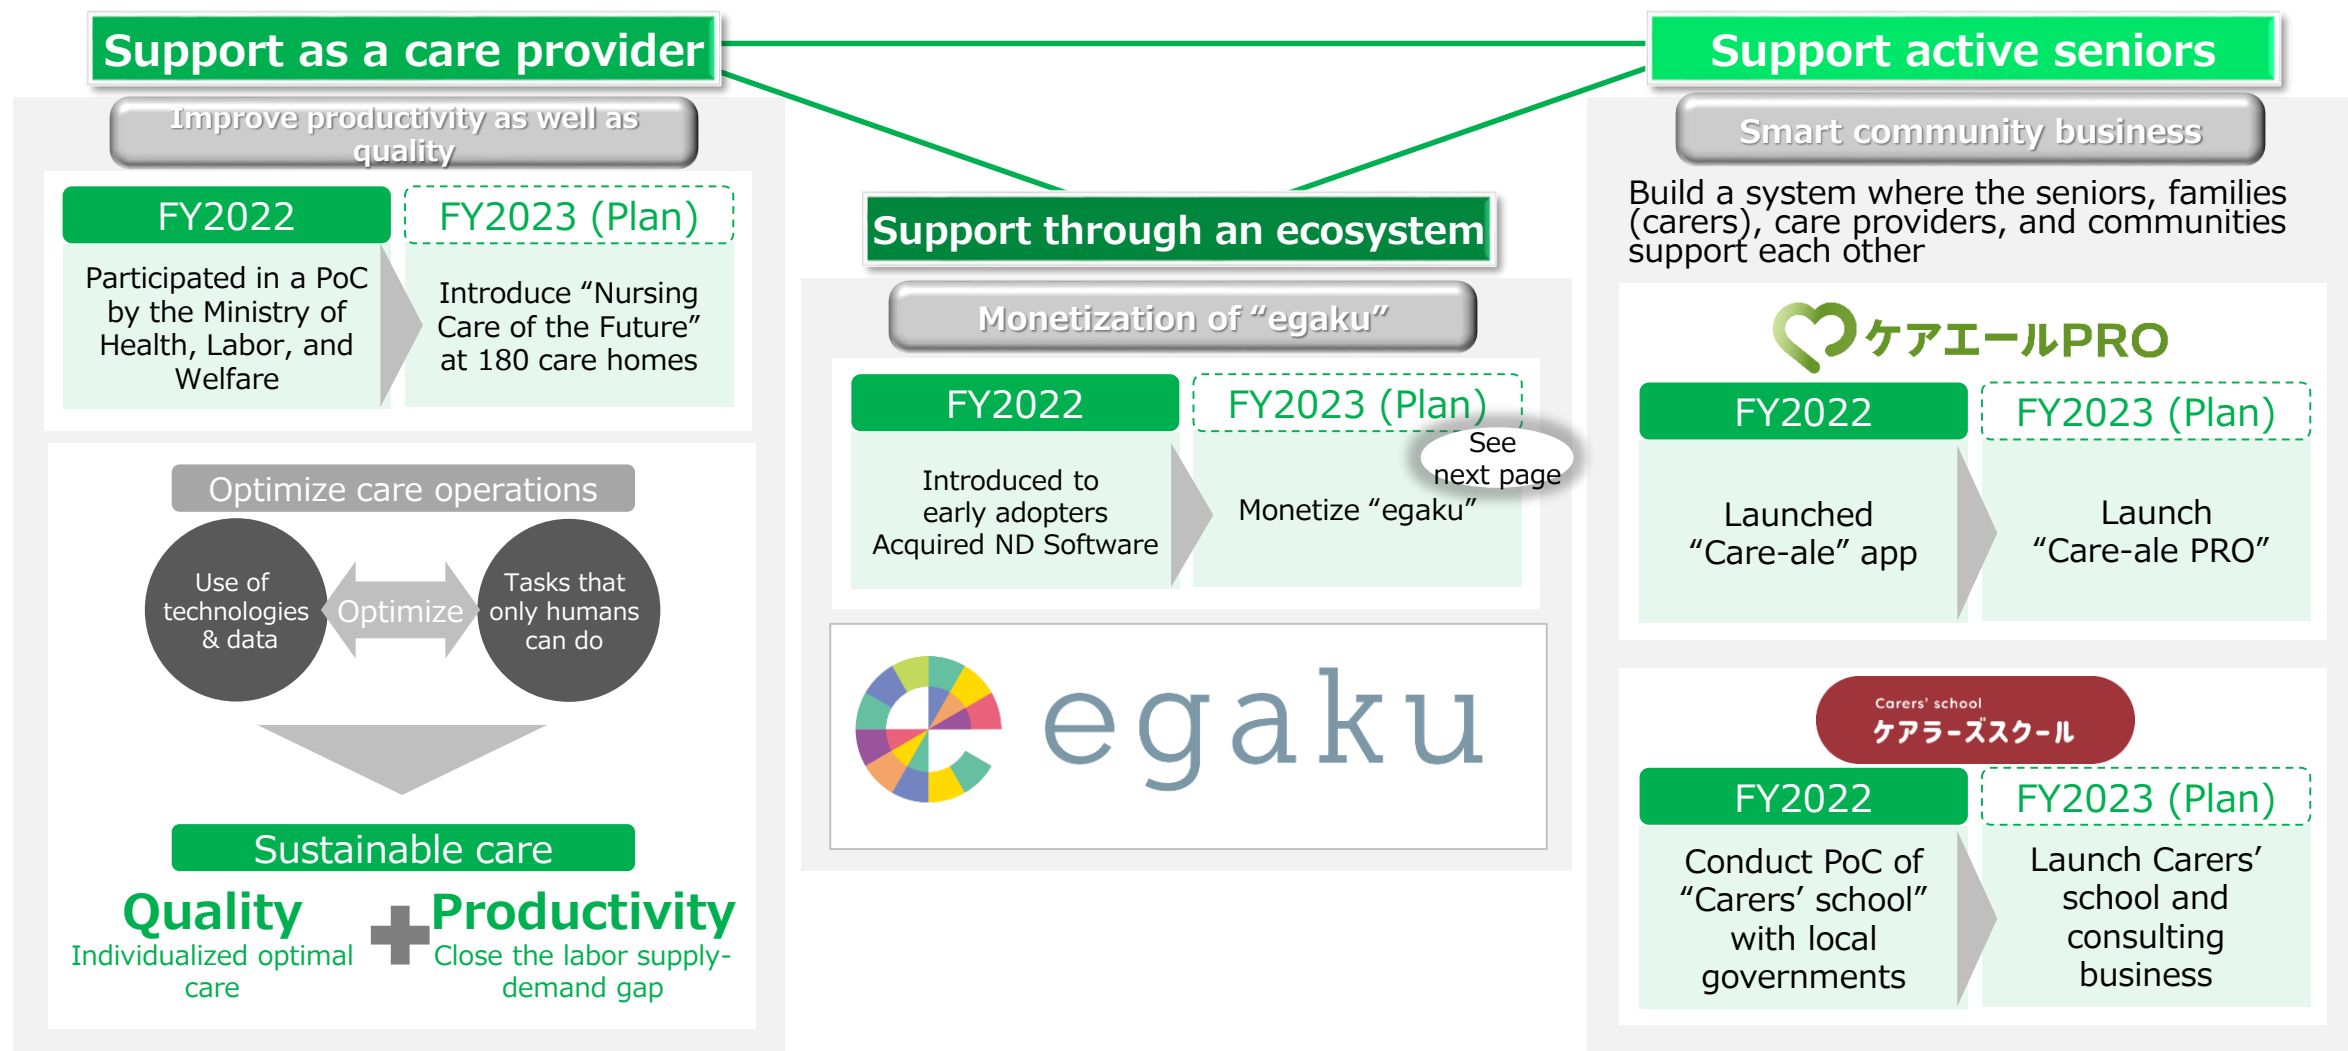 Support as a care provider
Improve productivity as well as
quality
FY2022
FY2023 (Plan)
Participated in a PoC
by the Ministry of
Health, Labor, and
Welfare
Introduce “Nursing
Care of the Future”
at 180 care homes
Optimize care operations
Use of
technologies
& data
Optimize
Tasks that
only humans
can do
Sustainable care
Quality
Individualized optimal
care
Productivity
Close the labor supply-
demand gap
Support through an ecosystem
Monetization of “egaku”
FY2022
FY2023 (Plan)
See
next page
Introduced to
early adopters
Acquired ND Software
Monetize “egaku”
egaku
Support active seniors
Smart community business
Build a system where the seniors, families
(carers), care providers, and communities
support each other
ケアエールPRO
FY2022
FY2023 (Plan)
Launched
“Care-ale” app
Launch
“Care-ale PRO”
Carers’ school
ケアラーズスクール
FY2022
FY2023 (Plan)
Conduct PoC of
“Carers’ school”
with local
governments
Launch Carers’
school and
consulting
business